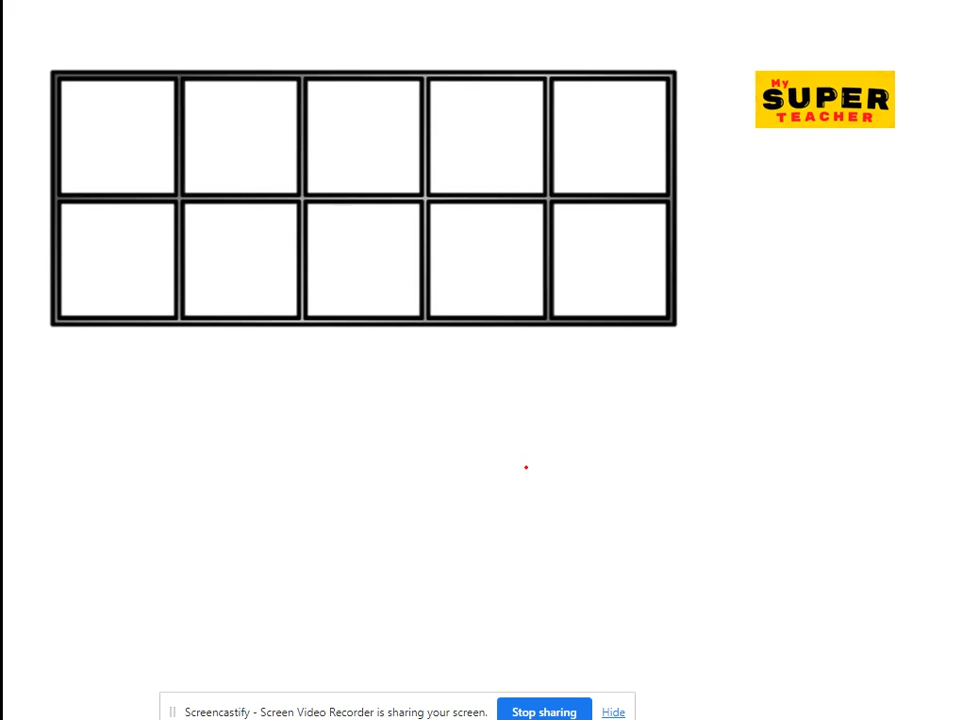 My
SUPER
TEACHER
Screencastify - Screen Video Recorder is sharing your screen.
Stop sharing
Hide